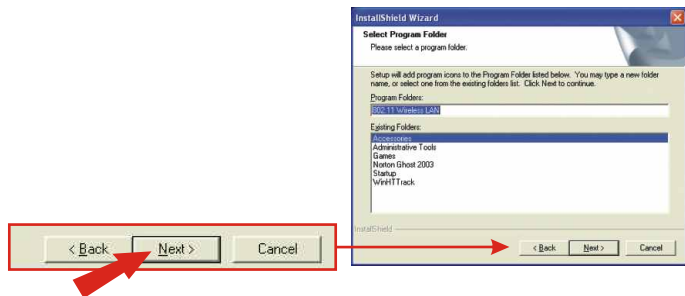 InstallShield Wizard
Select Program Folder
Please select a program folder.
Setup will add program icons to the Program Folder listed below. You may type a new folder
name, or select one from the existing folders list. Click Next to continue.
Program Folders:
802.11 Wireless LAN
Existing Folders:
Accessories
Administrative Tools
Games
Norton Ghost 2003
Startup
WinHTTrack
InstallShield
< Back Next > Cancel
< Back Next > Cancel